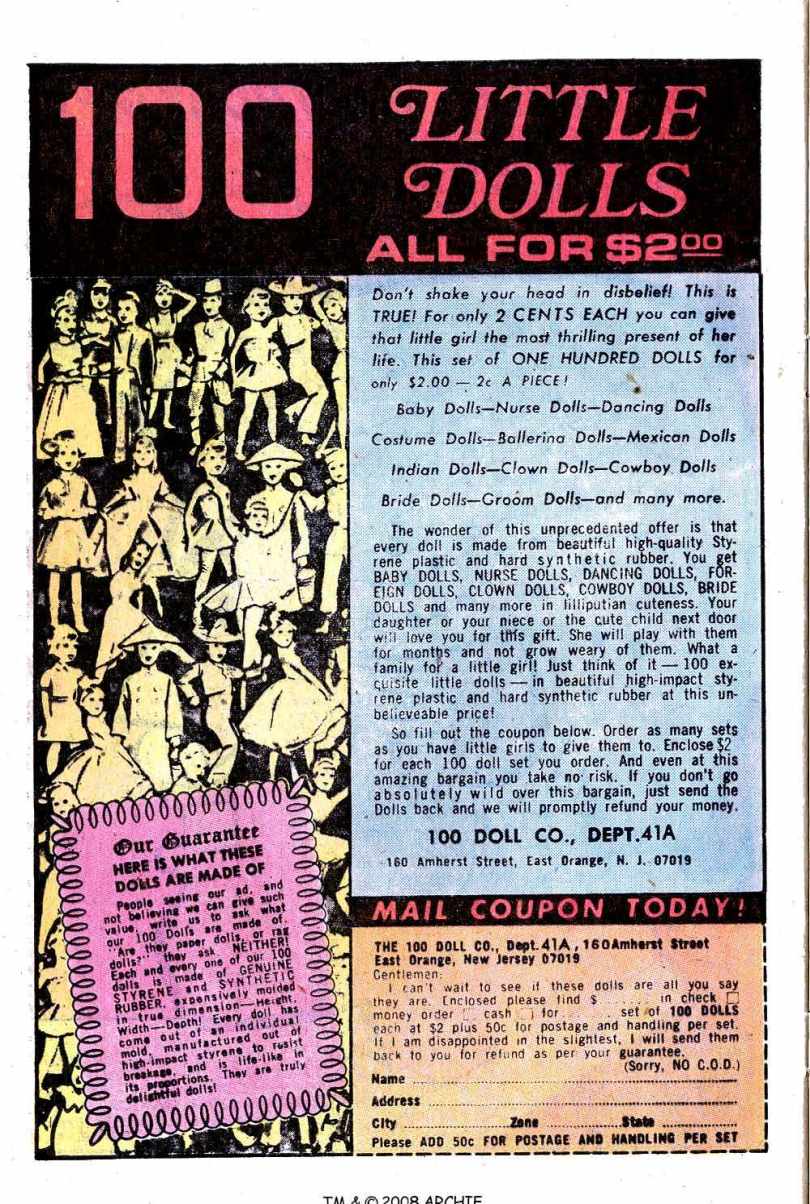 100
LITTLE
DOLLS
ALL FOR $2⁰⁰
Don't shake your head in disbelief! This is
TRUE! For only 2 CENTS EACH you can give
that little girl the most thrilling present of her
life. This set of ONE HUNDRED DOLLS for
only $2.00 — 2c A PIECE!
Baby Dolls—Nurse Dolls—Dancing Dolls
Costume Dolls—Ballerina Dolls—Mexican Dolls
Indian Dolls—Clown Dolls—Cowboy Dolls
Bride Dolls—Groom Dolls—and many more.
The wonder of this unprecedented offer is that
every doll is made from beautiful high-quality Sty-
rene plastic and hard synthetic rubber. You get
BABY DOLLS, NURSE DOLLS, DANCING DOLLS, FOR-
EIGN DOLLS, CLOWN DOLLS, COWBOY DOLLS, BRIDE
DOLLS and many more in lilliputian cuteness. Your
daughter or your niece or the cute child next door
will love you for this gift. She will play with them
for months and not grow weary of them. What a
family for a little girl! Just think of it — 100 ex-
quisite little dolls — in beautiful high-impact sty-
rene plastic and hard synthetic rubber at this un-
believeable price!
So fill out the coupon below. Order as many sets
as you have little girls to give them to. Enclose $2
for each 100 doll set you order. And even at this
amazing bargain you take no risk. If you don't go
absolutely wild over this bargain, just send the
Dolls back and we will promptly refund your money.
100 DOLL CO., DEPT.41A
160 Amherst Street, East Orange, N. J. 07019
Our Guarantee
HERE IS WHAT THESE
DOLLS ARE MADE OF
People seeing our ad, and
not believing we can give such
value, write us to ask what
our 100 Dolls are made of.
"Are they paper dolls, or rag
dolls?" they ask. NEITHER!
Each and every one of our 100
dolls is made of GENUINE
STYRENE and SYNTHETIC
RUBBER, expensively molded
in true dimension—Height,
Width—Depth! Every doll has
come out of an individual
mold, manufactured out of
high-impact styrene to resist
breakage, and is life-like in
its proportions. They are truly
delightful dolls!
MAIL COUPON TODAY!
THE 100 DOLL CO., Dept.41A, 160 Amherst Street
East Orange, New Jersey 07019
Gentlemen:
I can't wait to see if these dolls are all you say
they are. Enclosed please find $ ........ in check □
money order □ cash □ for ........ set of 100 DOLLS
each at $2 plus 50c for postage and handling per set.
If I am disappointed in the slightest, I will send them
back to you for refund as per your guarantee.
(Sorry, NO C.O.D.)
Name
Address
City ........ Zone ........ State ........
Please ADD 50c FOR POSTAGE AND HANDLING PER SET
TM & © 2008 ARCHIE